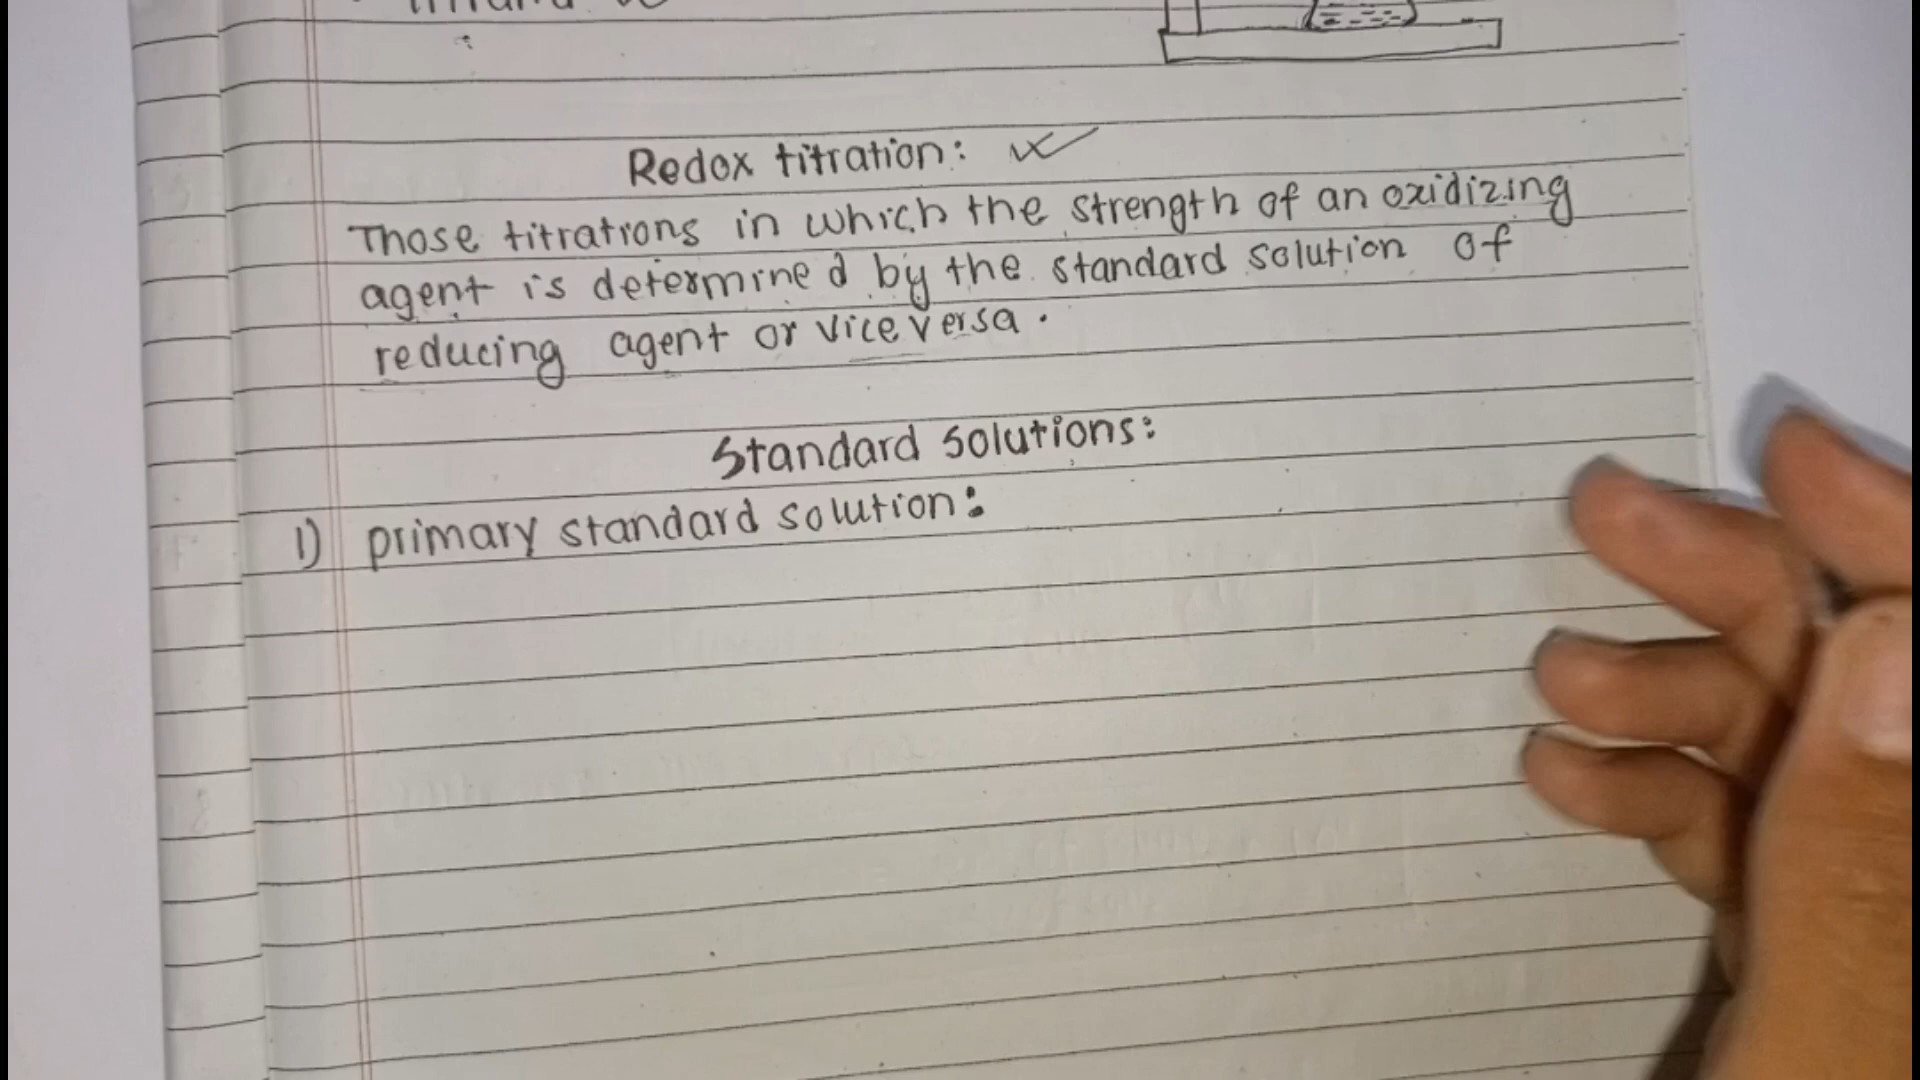 Redox titration:
Those titrations in which the strength of an oxidizing
agent is determined by the standard solution of
reducing agent or vice versa.
Standard solutions:
1) primary standard solution: